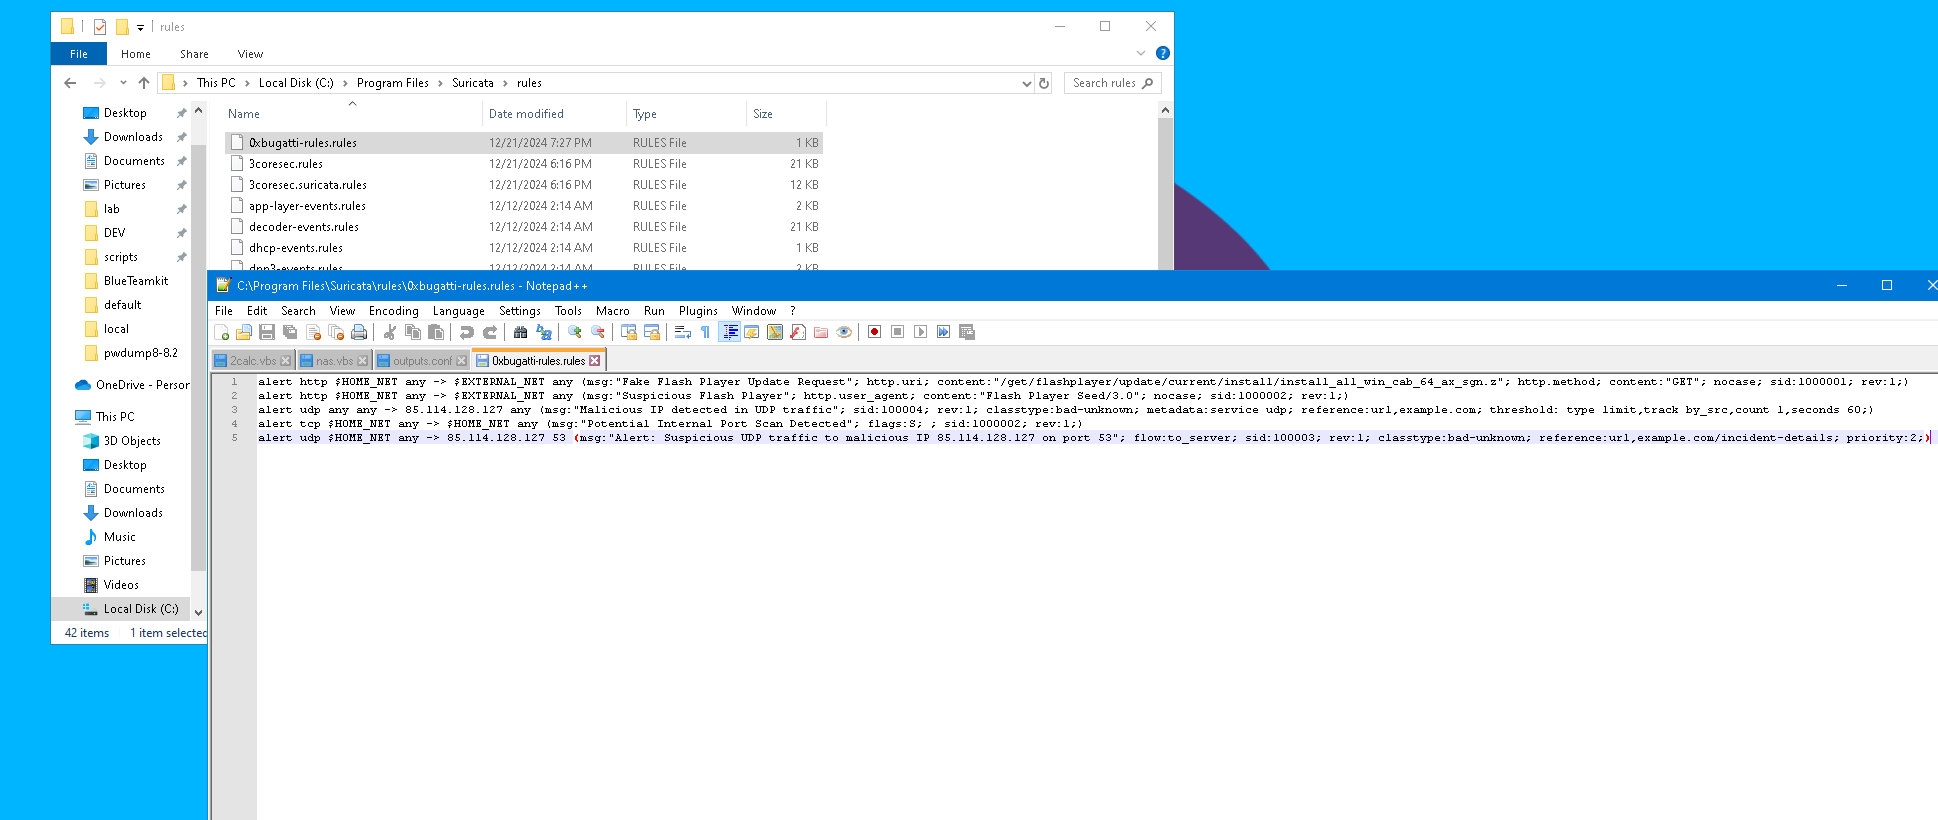 rules
File Home Share View
This PC > Local Disk (C:) > Program Files > Suricata > rules
Search rules
Desktop
Downloads
Documents
Pictures
lab
DEV
scripts
BlueTeamkit
default
local
pwdump8-8.2
OneDrive - Person
This PC
3D Objects
Desktop
Documents
Downloads
Music
Pictures
Videos
Local Disk (C:)
Name Date modified Type Size
0xbugatti-rules.rules 12/21/2024 7:27 PM RULES File 1 KB
3coresec.rules 12/21/2024 6:16 PM RULES File 21 KB
3coresec.suricata.rules 12/21/2024 6:16 PM RULES File 12 KB
app-layer-events.rules 12/12/2024 2:14 AM RULES File 2 KB
decoder-events.rules 12/12/2024 2:14 AM RULES File 21 KB
dhcp-events.rules 12/12/2024 2:14 AM RULES File 1 KB
dnp3-events.rules 12/12/2024 2:14 AM RULES File 2 KB
42 items 1 item selected
C:\Program Files\Suricata\rules\0xbugatti-rules.rules - Notepad++
File Edit Search View Encoding Language Settings Tools Macro Run Plugins Window ?
2calc.vbs nas.vbs outputs.conf 0xbugatti-rules.rules
1 alert http $HOME_NET any -> $EXTERNAL_NET any (msg:"Fake Flash Player Update Request"; http.uri; content:"/get/flashplayer/update/current/install/install_all_win_cab_64_ax_sgn.z"; http.method; content:"GET"; nocase; sid:1000001; rev:1;)
2 alert http $HOME_NET any -> $EXTERNAL_NET any (msg:"Suspicious Flash Player"; http.user_agent; content:"Flash Player Seed/3.0"; nocase; sid:1000002; rev:1;)
3 alert udp any any -> 85.114.128.127 any (msg:"Malicious IP detected in UDP traffic"; sid:100004; rev:1; classtype:bad-unknown; metadata:service udp; reference:url,example.com; threshold: type limit,track by_src,count 1,seconds 60;)
4 alert tcp $HOME_NET any -> $HOME_NET any (msg:"Potential Internal Port Scan Detected"; flags:S; ; sid:1000002; rev:1;)
5 alert udp $HOME_NET any -> 85.114.128.127 53 (msg:"Alert: Suspicious UDP traffic to malicious IP 85.114.128.127 on port 53"; flow:to_server; sid:100003; rev:1; classtype:bad-unknown; reference:url,example.com/incident-details; priority:2;)